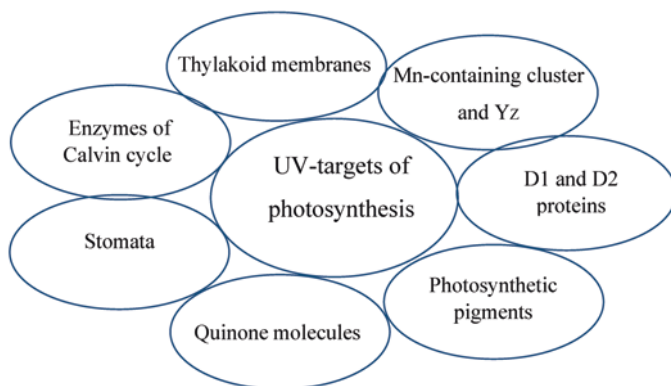 Thylakoid membranes
Mn-containing cluster
and Yz
Enzymes of
Calvin cycle
UV-targets of
photosynthesis
D1 and D2
proteins
Stomata
Photosynthetic
pigments
Quinone molecules